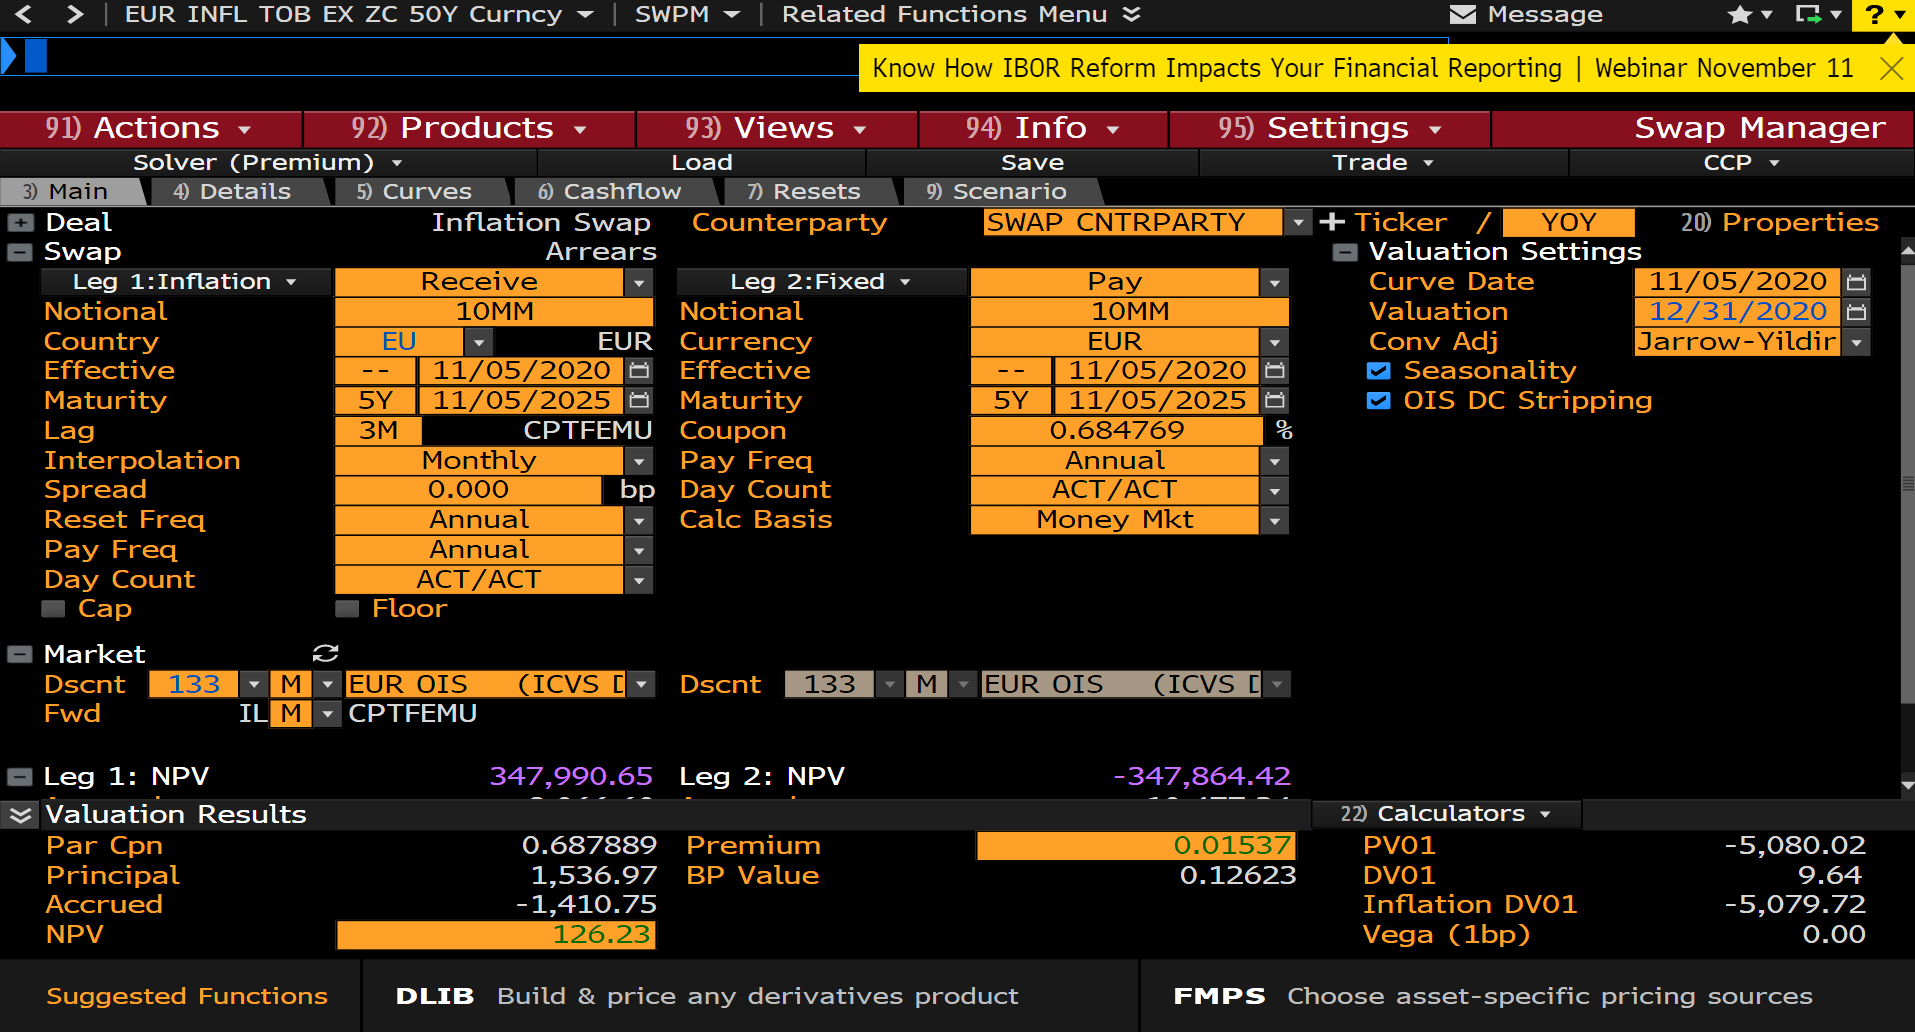 EUR INFL TOB EX ZC 50Y Curncy SWPM Related Functions Menu Message ?
Know How IBOR Reform Impacts Your Financial Reporting | Webinar November 11
91) Actions 92) Products 93) Views 94) Info 95) Settings Swap Manager
Solver (Premium) Load Save Trade CCP
3) Main 4) Details 5) Curves 6) Cashflow 7) Resets 9) Scenario
Deal Inflation Swap Counterparty SWAP CNTRPARTY Ticker / YOY 20) Properties
Swap Arrears Valuation Settings
Leg 1:Inflation Receive Leg 2:Fixed Pay Curve Date 11/05/2020
Notional 10MM Notional 10MM Valuation 12/31/2020
Country EU EUR Currency EUR Conv Adj Jarrow-Yildir
Effective -- 11/05/2020 Effective -- 11/05/2020 Seasonality
Maturity 5Y 11/05/2025 Maturity 5Y 11/05/2025 OIS DC Stripping
Lag 3M CPTFEMU Coupon 0.684769 %
Interpolation Monthly Pay Freq Annual
Spread 0.000 bp Day Count ACT/ACT
Reset Freq Annual Calc Basis Money Mkt
Pay Freq Annual
Day Count ACT/ACT
Cap Floor
Market
Dscnt 133 M EUR OIS (ICVS D Dscnt 133 M EUR OIS (ICVS D
Fwd IL M CPTFEMU
Leg 1: NPV 347,990.65 Leg 2: NPV -347,864.42
Valuation Results 22) Calculators
Par Cpn 0.687889 Premium 0.01537 PV01 -5,080.02
Principal 1,536.97 BP Value 0.12623 DV01 9.64
Accrued -1,410.75 Inflation DV01 -5,079.72
NPV 126.23 Vega (1bp) 0.00
Suggested Functions DLIB Build & price any derivatives product FMPS Choose asset-specific pricing sources